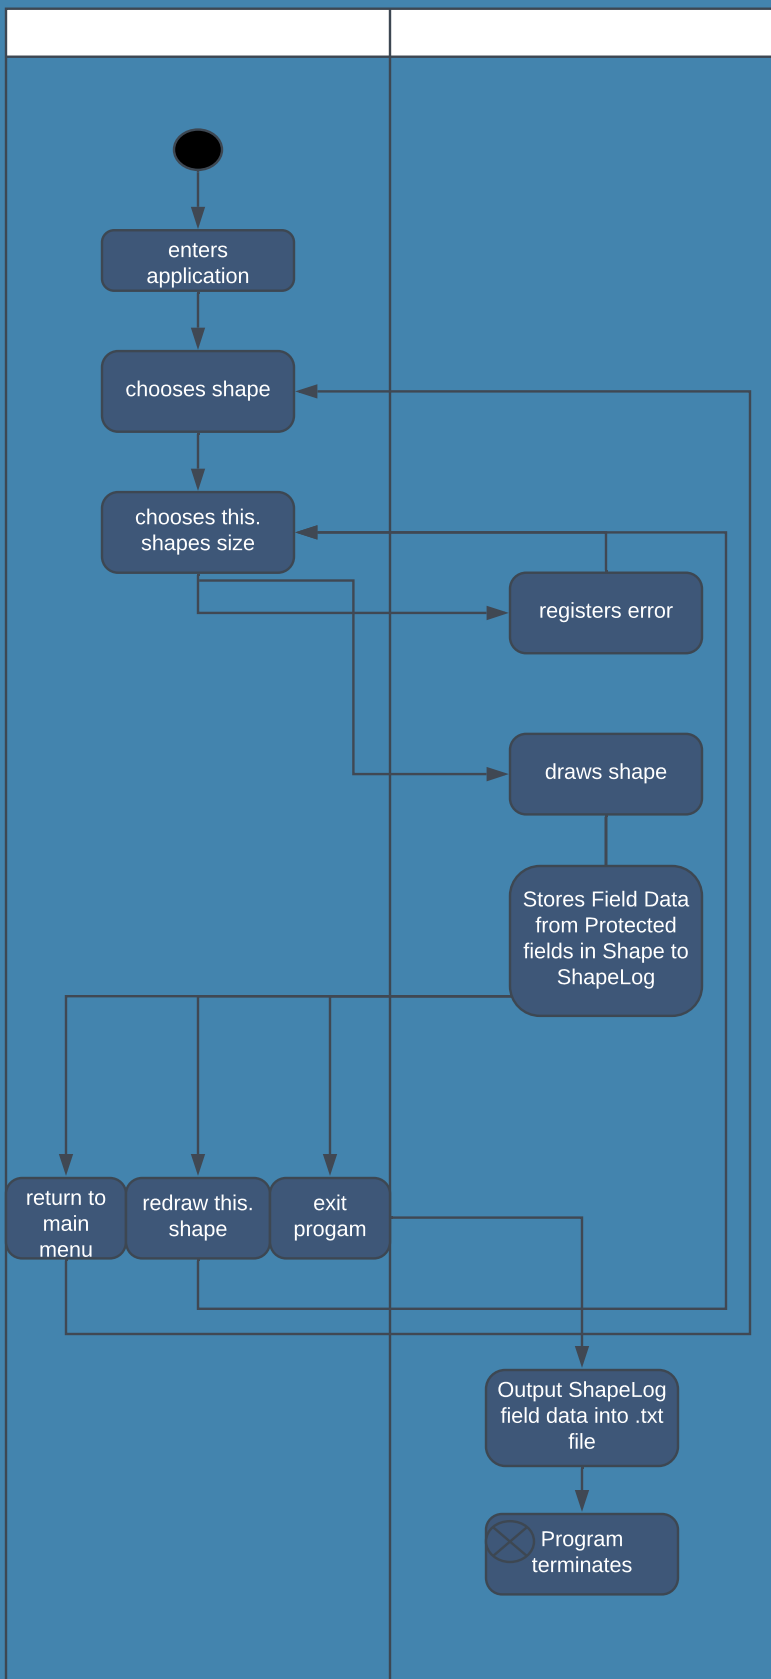 enters
application
chooses shape
chooses this.
shapes size
registers error
draws shape
Stores Field Data
from Protected
fields in Shape to
ShapeLog
return to
main
menu
redraw this.
shape
exit
progam
Output ShapeLog
field data into .txt
file
Program
terminates